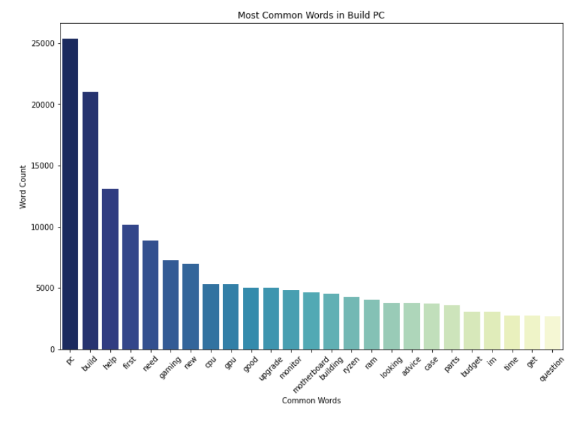 Most Common Words in Build PC
25000
20000
15000
10000
5000
0
Word Count
pc
build
help
first
need
gaming
new
cpu
gpu
good
upgrade
monitor
motherboard
building
ryzen
ram
looking
advice
case
parts
budget
im
time
get
question
Common Words